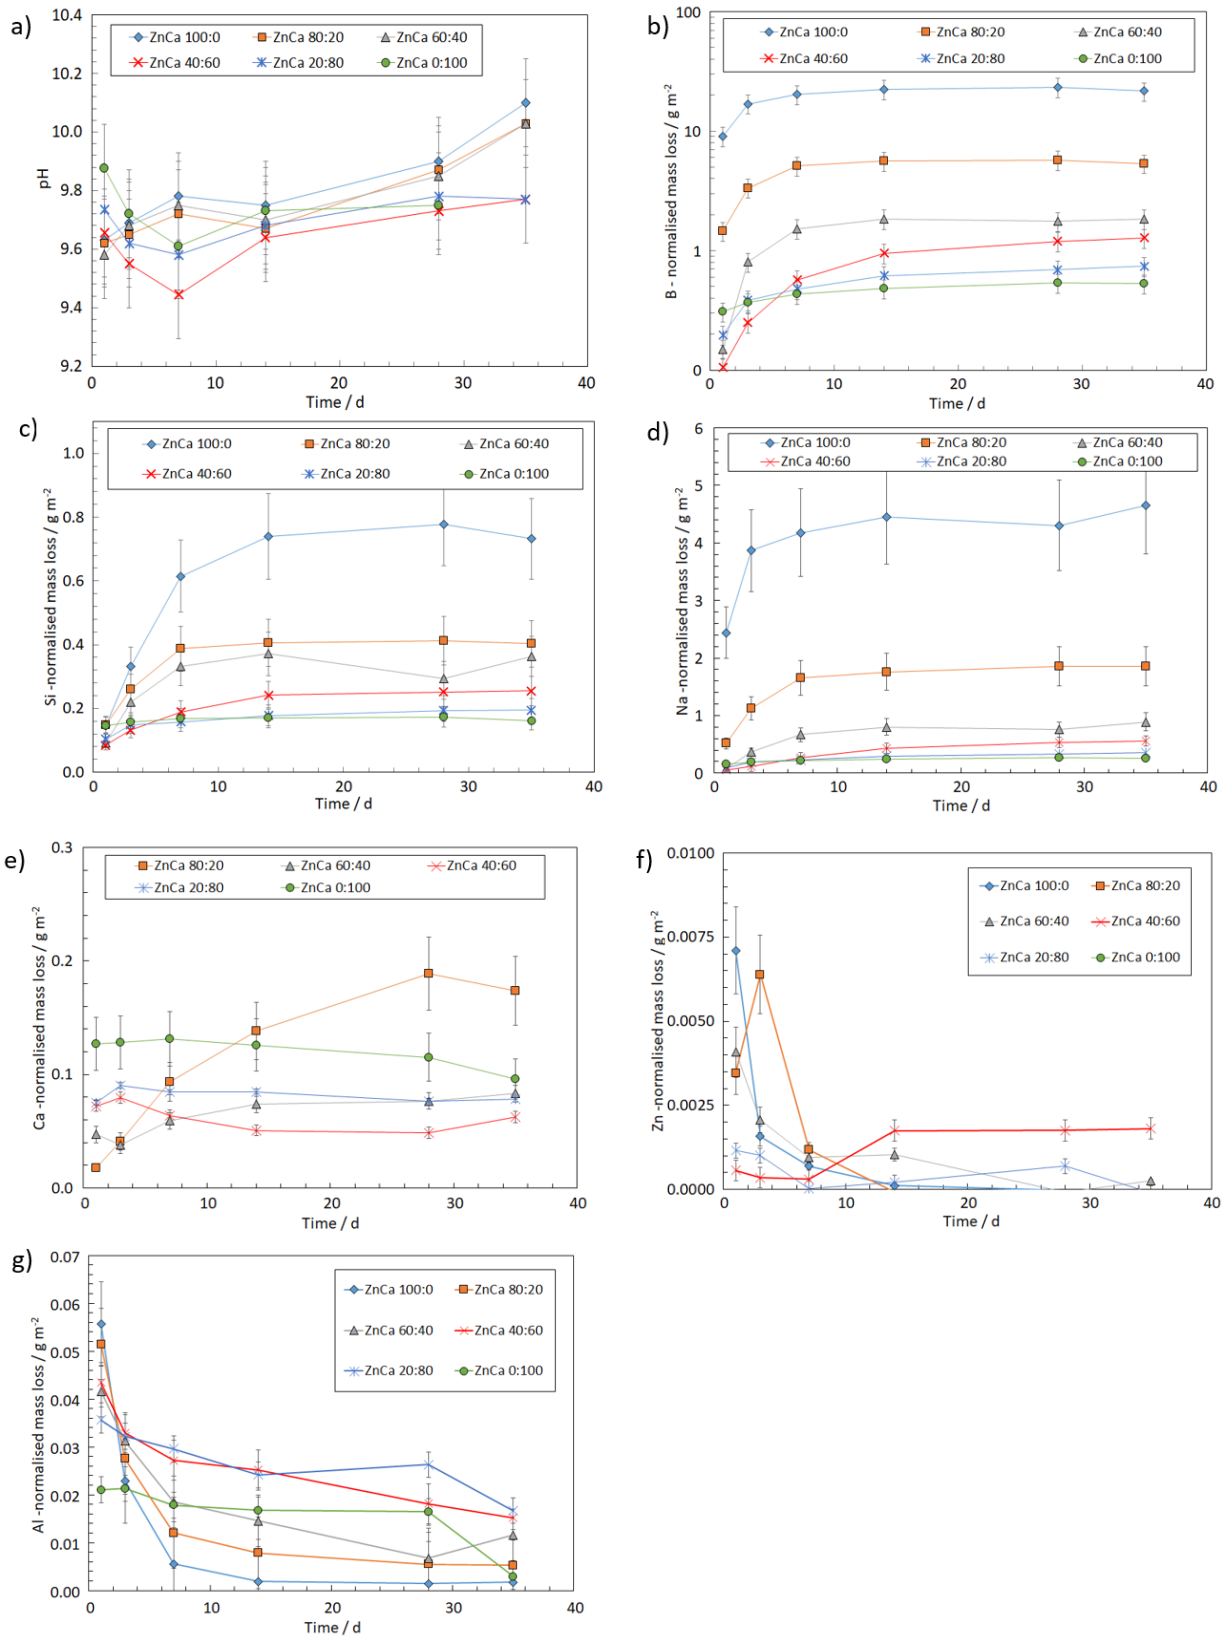 a)
10.4
10.2
10.0
9.8
9.6
9.4
9.2
pH
ZnCa 100:0 ZnCa 80:20 ZnCa 60:40
ZnCa 40:60 ZnCa 20:80 ZnCa 0:100
0 10 20 30 40
Time / d
b)
100
10
1
0
B - normalised mass loss / g m-2
ZnCa 100:0 ZnCa 80:20 ZnCa 60:40
ZnCa 40:60 ZnCa 20:80 ZnCa 0:100
0 10 20 30 40
Time / d
c)
1.0
0.8
0.6
0.4
0.2
0.0
Si -normalised mass loss / g m-2
ZnCa 100:0 ZnCa 80:20 ZnCa 60:40
ZnCa 40:60 ZnCa 20:80 ZnCa 0:100
0 10 20 30 40
Time / d
d)
6
5
4
3
2
1
0
Na-normalised mass loss / g m-2
ZnCa 100:0 ZnCa 80:20 ZnCa 60:40
ZnCa 40:60 ZnCa 20:80 ZnCa 0:100
0 10 20 30 40
Time / d
e)
0.3
0.2
0.1
0.0
Ca -normalised mass loss / g m-2
ZnCa 80:20 ZnCa 60:40 ZnCa 40:60
ZnCa 20:80 ZnCa 0:100
0 10 20 30 40
Time / d
f)
0.0100
0.0075
0.0050
0.0025
0.0000
Zn -normalised mass loss / g m-2
ZnCa 100:0 ZnCa 80:20
ZnCa 60:40 ZnCa 40:60
ZnCa 20:80 ZnCa 0:100
0 10 20 30 40
Time / d
g)
0.07
0.06
0.05
0.04
0.03
0.02
0.01
0.00
Al -normalised mass loss / g m-2
ZnCa 100:0 ZnCa 80:20
ZnCa 60:40 ZnCa 40:60
ZnCa 20:80 ZnCa 0:100
0 10 20 30 40
Time / d